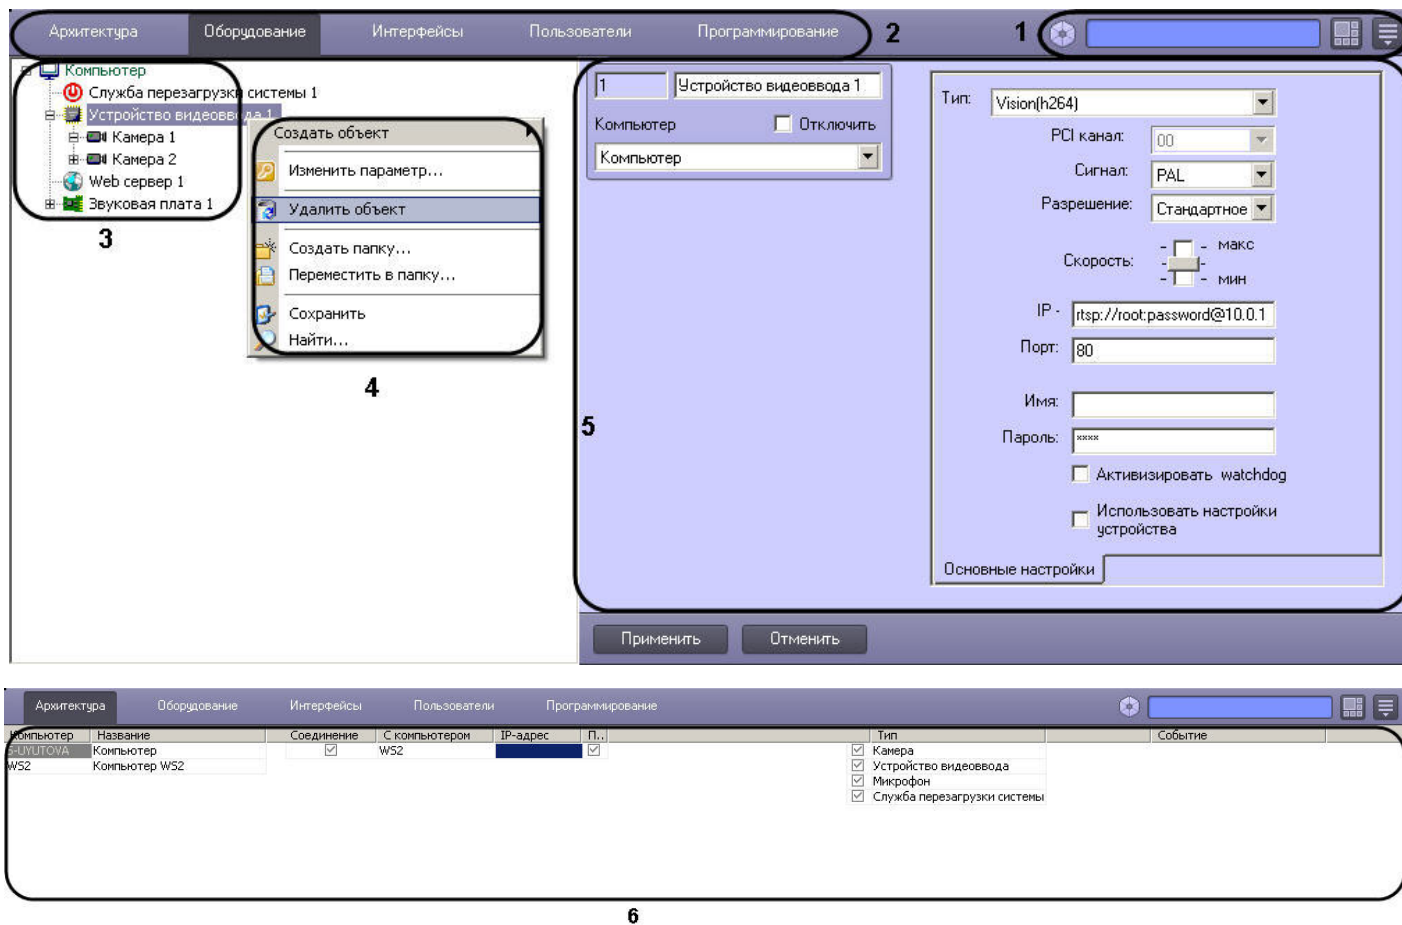 Архитектура Оборудование Интерфейсы Пользователи Программирование 2 1
Компьютер
Служба перезагрузки системы 1
Устройство видеоввода 1
Камера 1
Камера 2
Web сервер 1
Звуковая плата 1
3
Создать объект
Изменить параметр...
Удалить объект
Создать папку...
Переместить в папку...
Сохранить
Найти...
4
5
1 Устройство видеоввода 1
Компьютер Отключить
Компьютер
Тип: Vision(h264)
PCI канал: 00
Сигнал: PAL
Разрешение: Стандартное
Скорость: макс
мин
IP - rtsp://root:password@10.0.1
Порт: 80
Имя:
Пароль: ****
Активизировать watchdog
Использовать настройки
устройства
Основные настройки
Применить Отменить
Архитектура Оборудование Интерфейсы Пользователи Программирование
Компьютер Название Соединение С компьютером IP-адрес П.. Тип Событие
S-UYUTOVA Компьютер WS2 Камера
WS2 Компьютер WS2 Устройство видеоввода
Микрофон
Служба перезагрузки системы
6